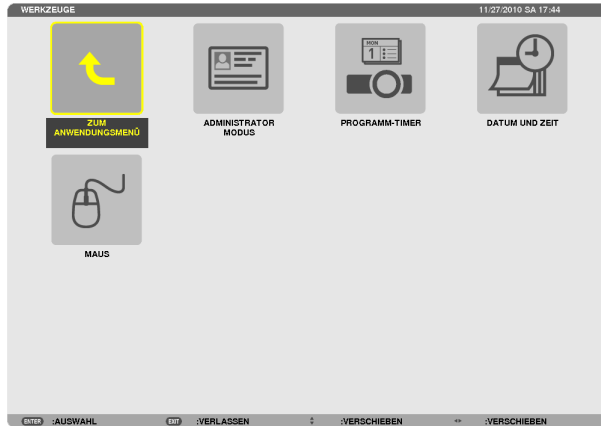 WERKZEUGE 11/27/2010 SA 17:44
MON
1
ZUM
ANWENDUNGSMENÜ
ADMINISTRATOR
MODUS
PROGRAMM-TIMER
DATUM UND ZEIT
MAUS
ENTER :AUSWAHL EXIT :VERLASSEN :VERSCHIEBEN :VERSCHIEBEN